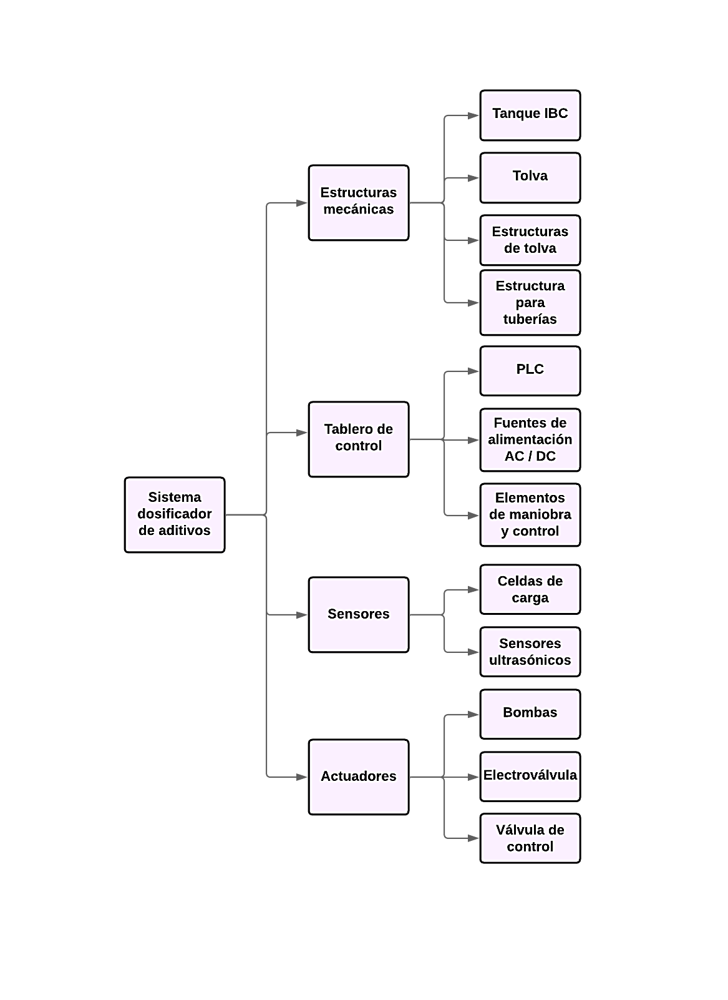 Sistema
dosificador
de aditivos
Estructuras
mecánicas
Tanque IBC
Tolva
Estructuras
de tolva
Estructura
para
tuberías
Tablero de
control
PLC
Fuentes de
alimentación
AC / DC
Elementos
de maniobra
y control
Sensores
Celdas de
carga
Sensores
ultrasónicos
Actuadores
Bombas
Electroválvula
Válvula de
control